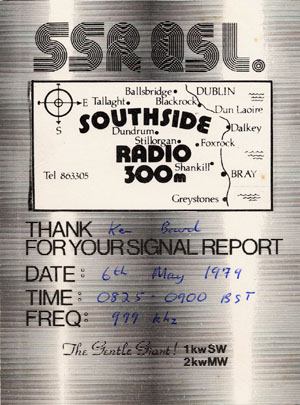 SSR QSL.
Ballsbridge DUBLIN
E Tallaght Blackrock
Dun Laoire
S SOUTHSIDE Dalkey
Dundrum
Stillorgan Foxrock
RADIO
Shankill
Tel 863305 300m BRAY
Greystones
THANK Ken Baird
FOR YOUR SIGNAL REPORT
DATE: 6th May 1979
TIME: 0825 - 0900 BST
FREQ: 999 khz
The Gentle Giant! 1kwSW
2kwMW